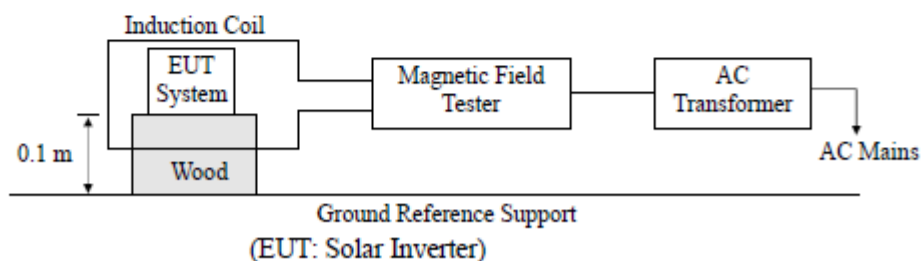 Induction Coil
EUT
System
Magnetic Field
Tester
AC
Transformer
0.1 m
AC Mains
Wood
Ground Reference Support
(EUT: Solar Inverter)